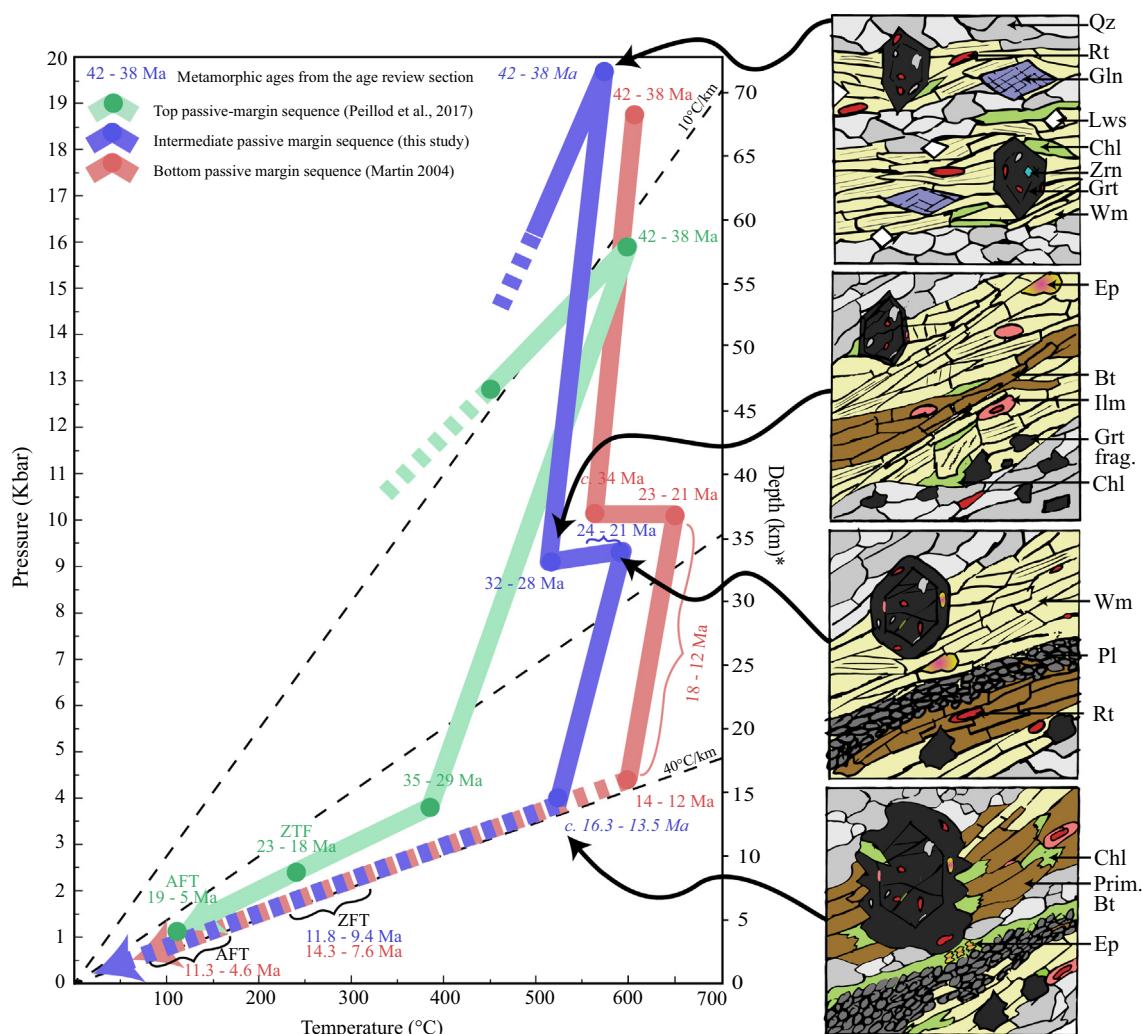 42 - 38 Ma Metamorphic ages from the age review section
Top passive-margin sequence (Peillod et al., 2017)
Intermediate passive margin sequence (this study)
Bottom passive margin sequence (Martin 2004)
Pressure (Kbar)
20
19
18
17
16
15
14
13
12
11
10
9
8
7
6
5
4
3
2
1
0
100
200
300
400
500
600
700
Temperature (°C)
70
65
60
55
50
45
40
35
30
25
20
15
10
5
0
Depth (km)*
10°C/km
40°C/km
42 - 38 Ma
42 - 38 Ma
42 - 38 Ma
c. 34 Ma
23 - 21 Ma
24 - 21 Ma
32 - 28 Ma
18 - 12 Ma
35 - 29 Ma
14 - 12 Ma
c. 16.3 - 13.5 Ma
ZTF
23 - 18 Ma
AFT
19 - 5 Ma
ZFT
11.8 - 9.4 Ma
14.3 - 7.6 Ma
AFT
11.3 - 4.6 Ma
Qz
Rt
Gln
Lws
Chl
Zrn
Grt
Wm
Ep
Bt
Ilm
Grt
frag.
Chl
Wm
Pl
Rt
Chl
Prim.
Bt
Ep